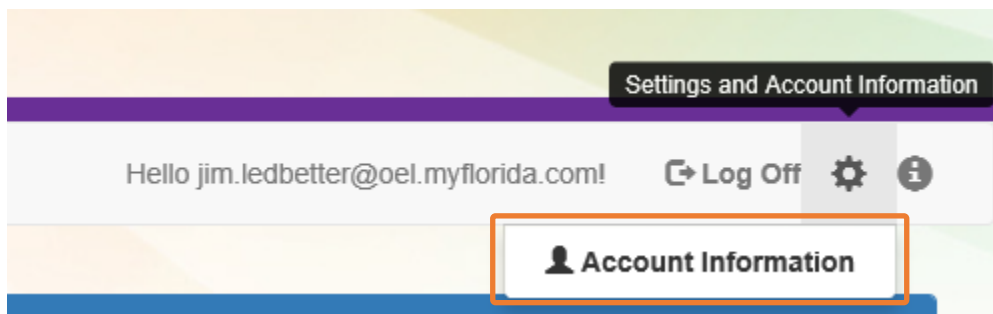 Settings and Account Information
Hello jim.ledbetter@oel.myflorida.com! Log Off
Account Information